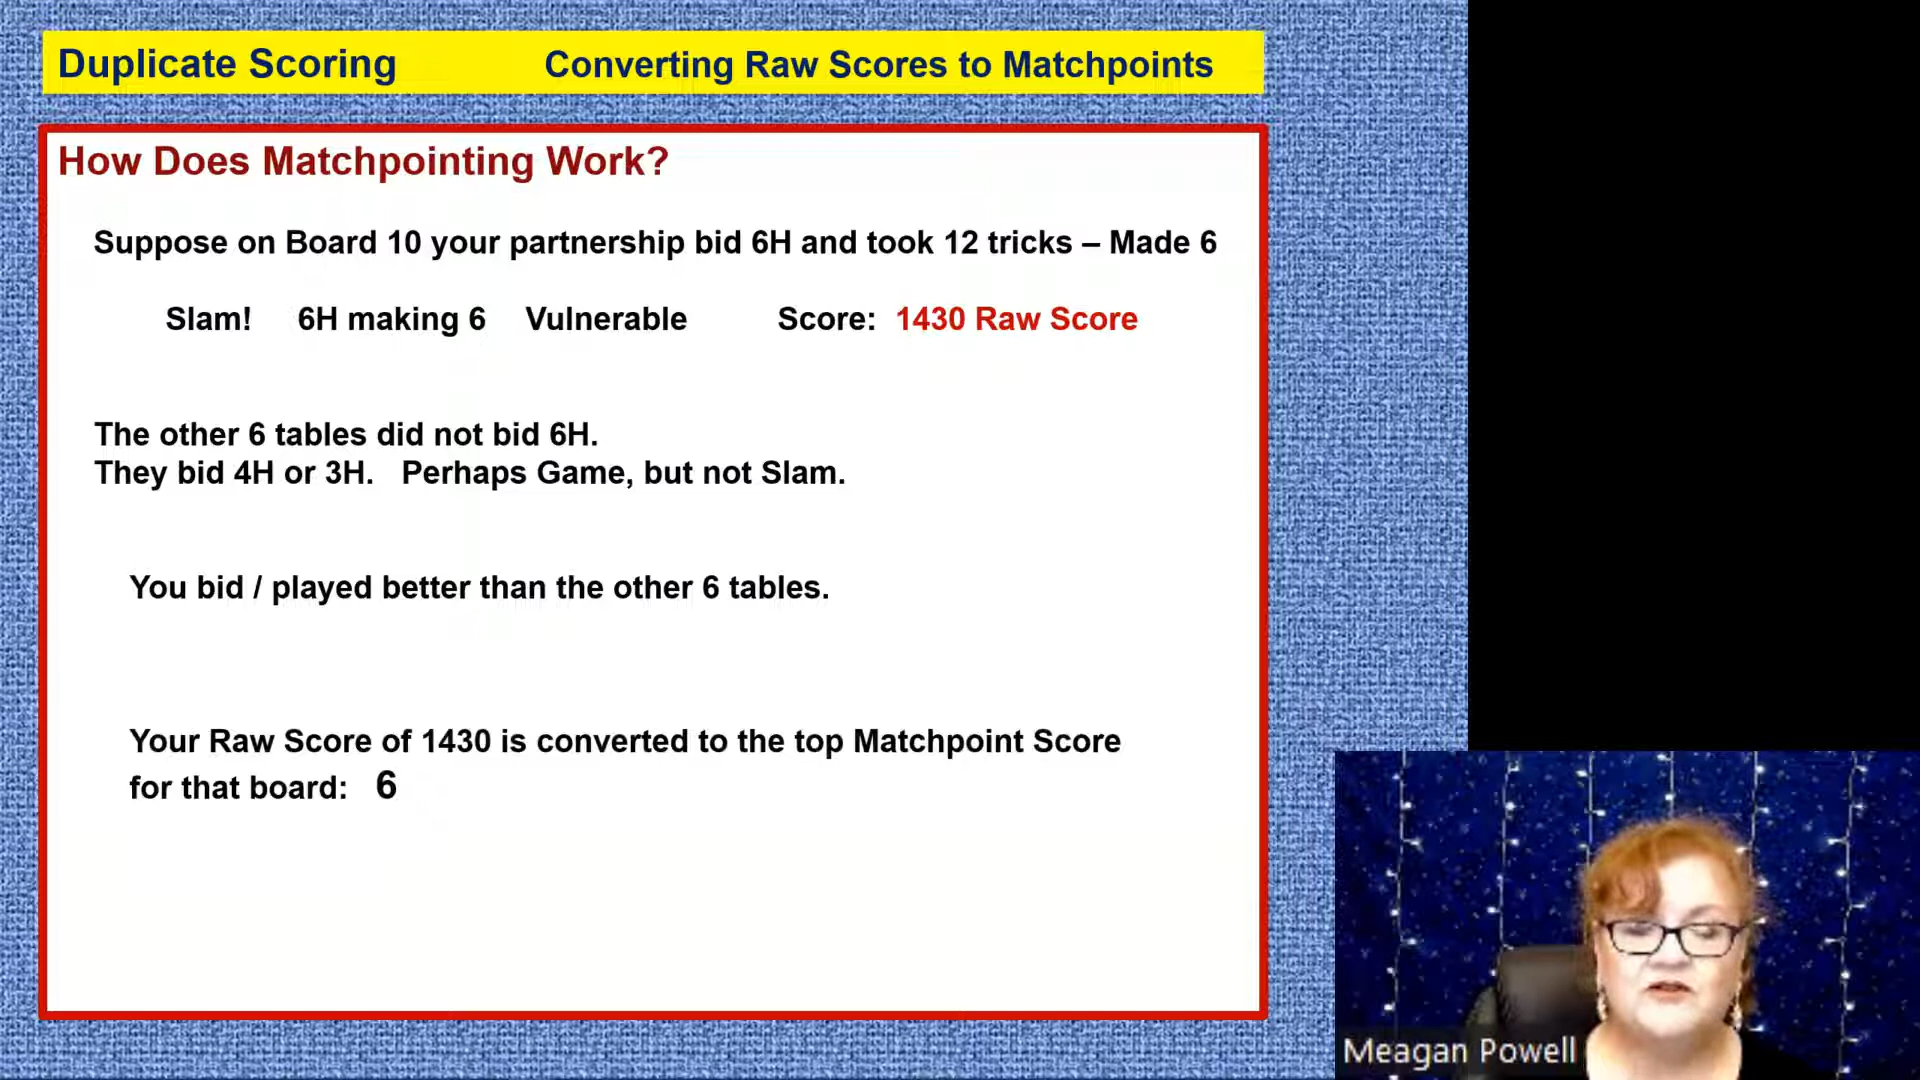 Duplicate Scoring Converting Raw Scores to Matchpoints
How Does Matchpointing Work?
Suppose on Board 10 your partnership bid 6H and took 12 tricks – Made 6
Slam! 6H making 6 Vulnerable Score: 1430 Raw Score
The other 6 tables did not bid 6H.
They bid 4H or 3H. Perhaps Game, but not Slam.
You bid / played better than the other 6 tables.
Your Raw Score of 1430 is converted to the top Matchpoint Score
for that board: 6
Meagan Powell